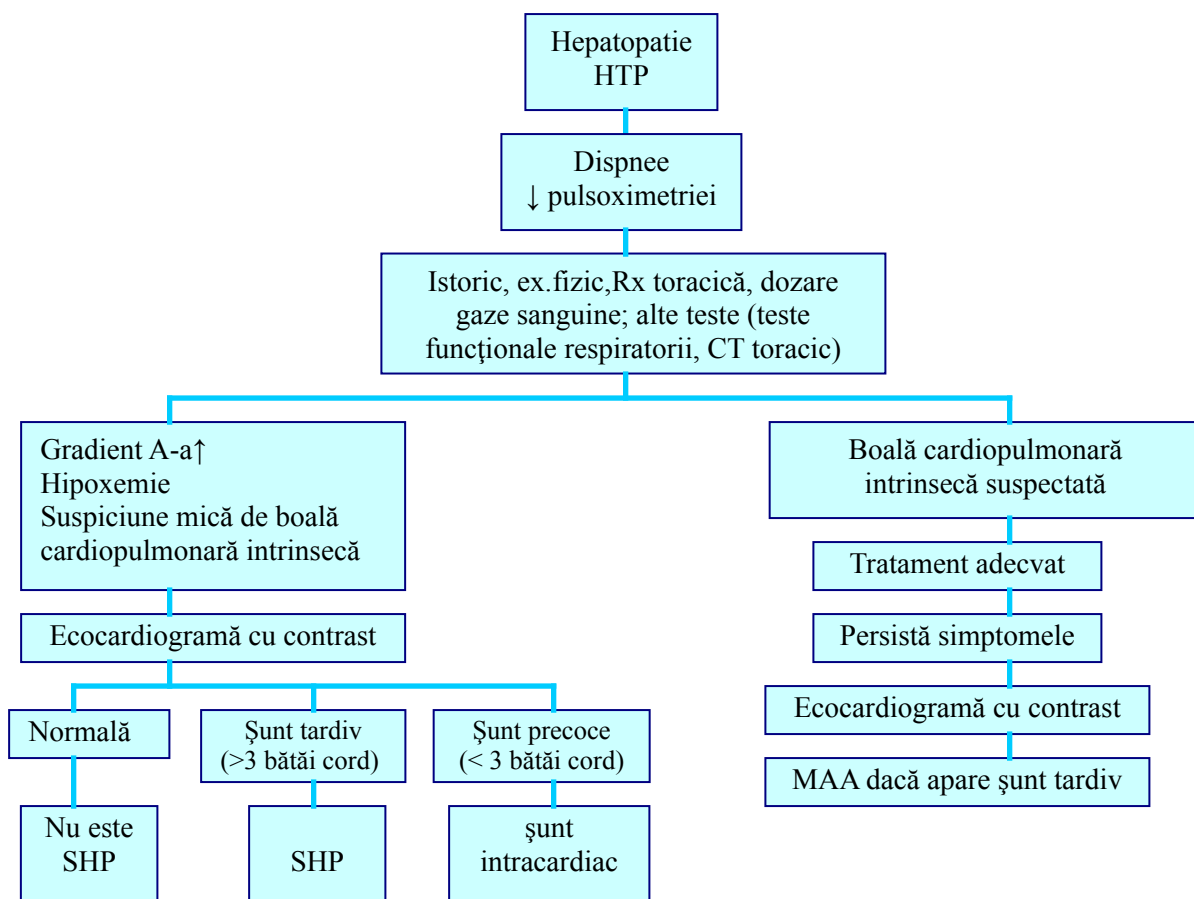 Hepatopatie
HTP
Dispnee
↓ pulsoximetriei
Istoric, ex.fizic,Rx toracică, dozare
gaze sanguine; alte teste (teste
funcţionale respiratorii, CT toracic)
Gradient A-a↑
Hipoxemie
Suspiciune mică de boală
cardiopulmonară intrinsecă
Ecocardiogramă cu contrast
Normală
Şunt tardiv
(>3 bătăi cord)
Şunt precoce
(< 3 bătăi cord)
Nu este
SHP
SHP
şunt
intracardiac
Boală cardiopulmonară
intrinsecă suspectată
Tratament adecvat
Persistă simptomele
Ecocardiogramă cu contrast
MAA dacă apare şunt tardiv